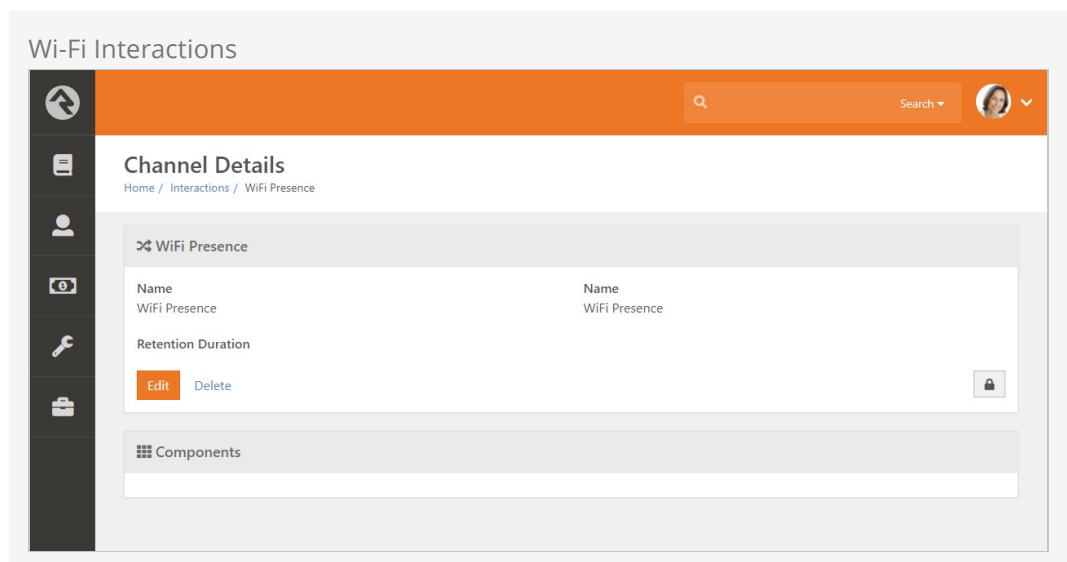 Wi-Fi Interactions
Search
Channel Details
Home / Interactions / WiFi Presence
WiFi Presence
Name Name
WiFi Presence WiFi Presence
Retention Duration
Edit Delete
Components